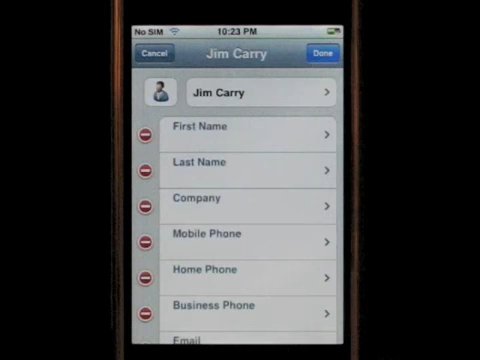 No SIM 10:23 PM
Cancel Jim Carry Done
Jim Carry
First Name
Last Name
Company
Mobile Phone
Home Phone
Business Phone
Email